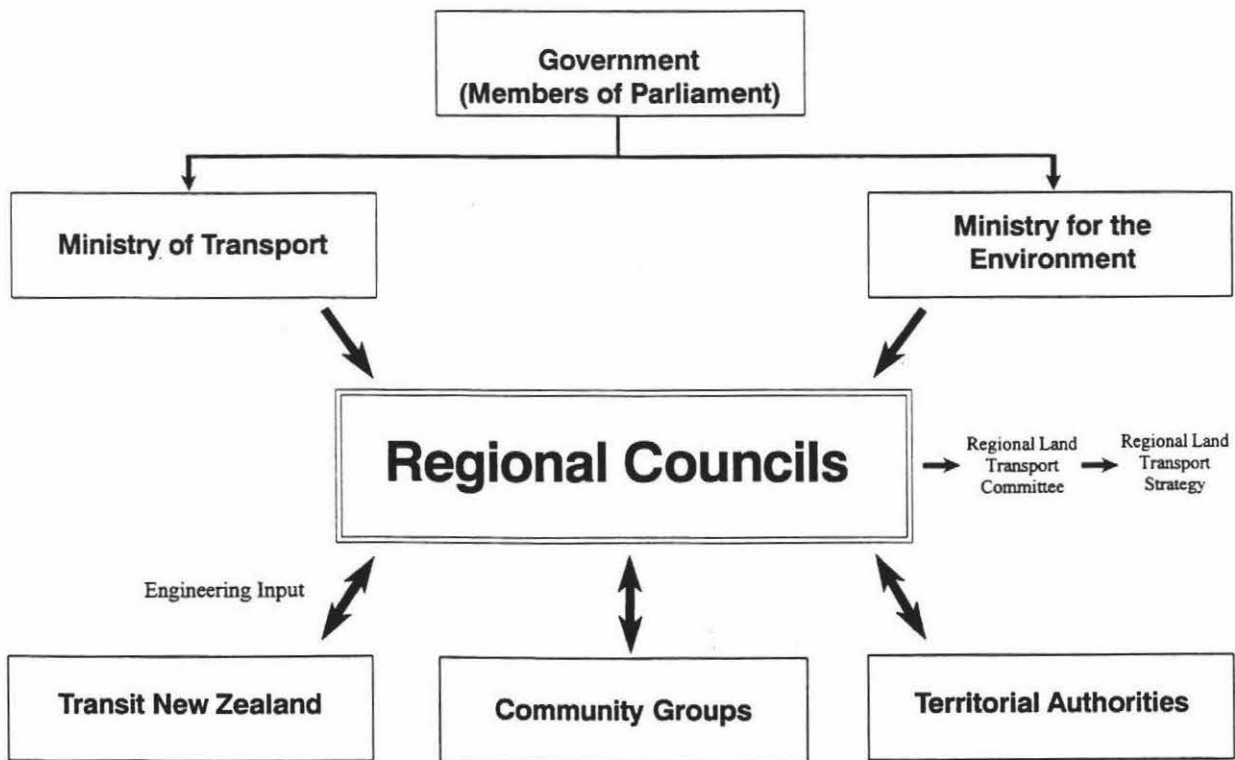 Government
(Members of Parliament)
Ministry of Transport
Ministry for the
Environment
Regional Councils
Regional Land
Transport
Committee
Regional Land
Transport
Strategy
Engineering Input
Transit New Zealand
Community Groups
Territorial Authorities